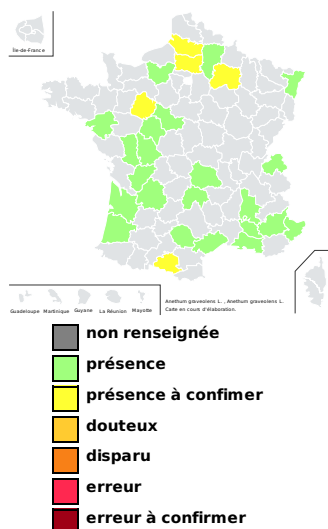 Île-de-France
Guadeloupe Martinique Guyane La Réunion Mayotte
Anethum graveolens L. , Anethum graveolens L.
Carte en cours d'élaboration.
non renseignée
présence
présence à confimer
douteux
disparu
erreur
erreur à confirmer